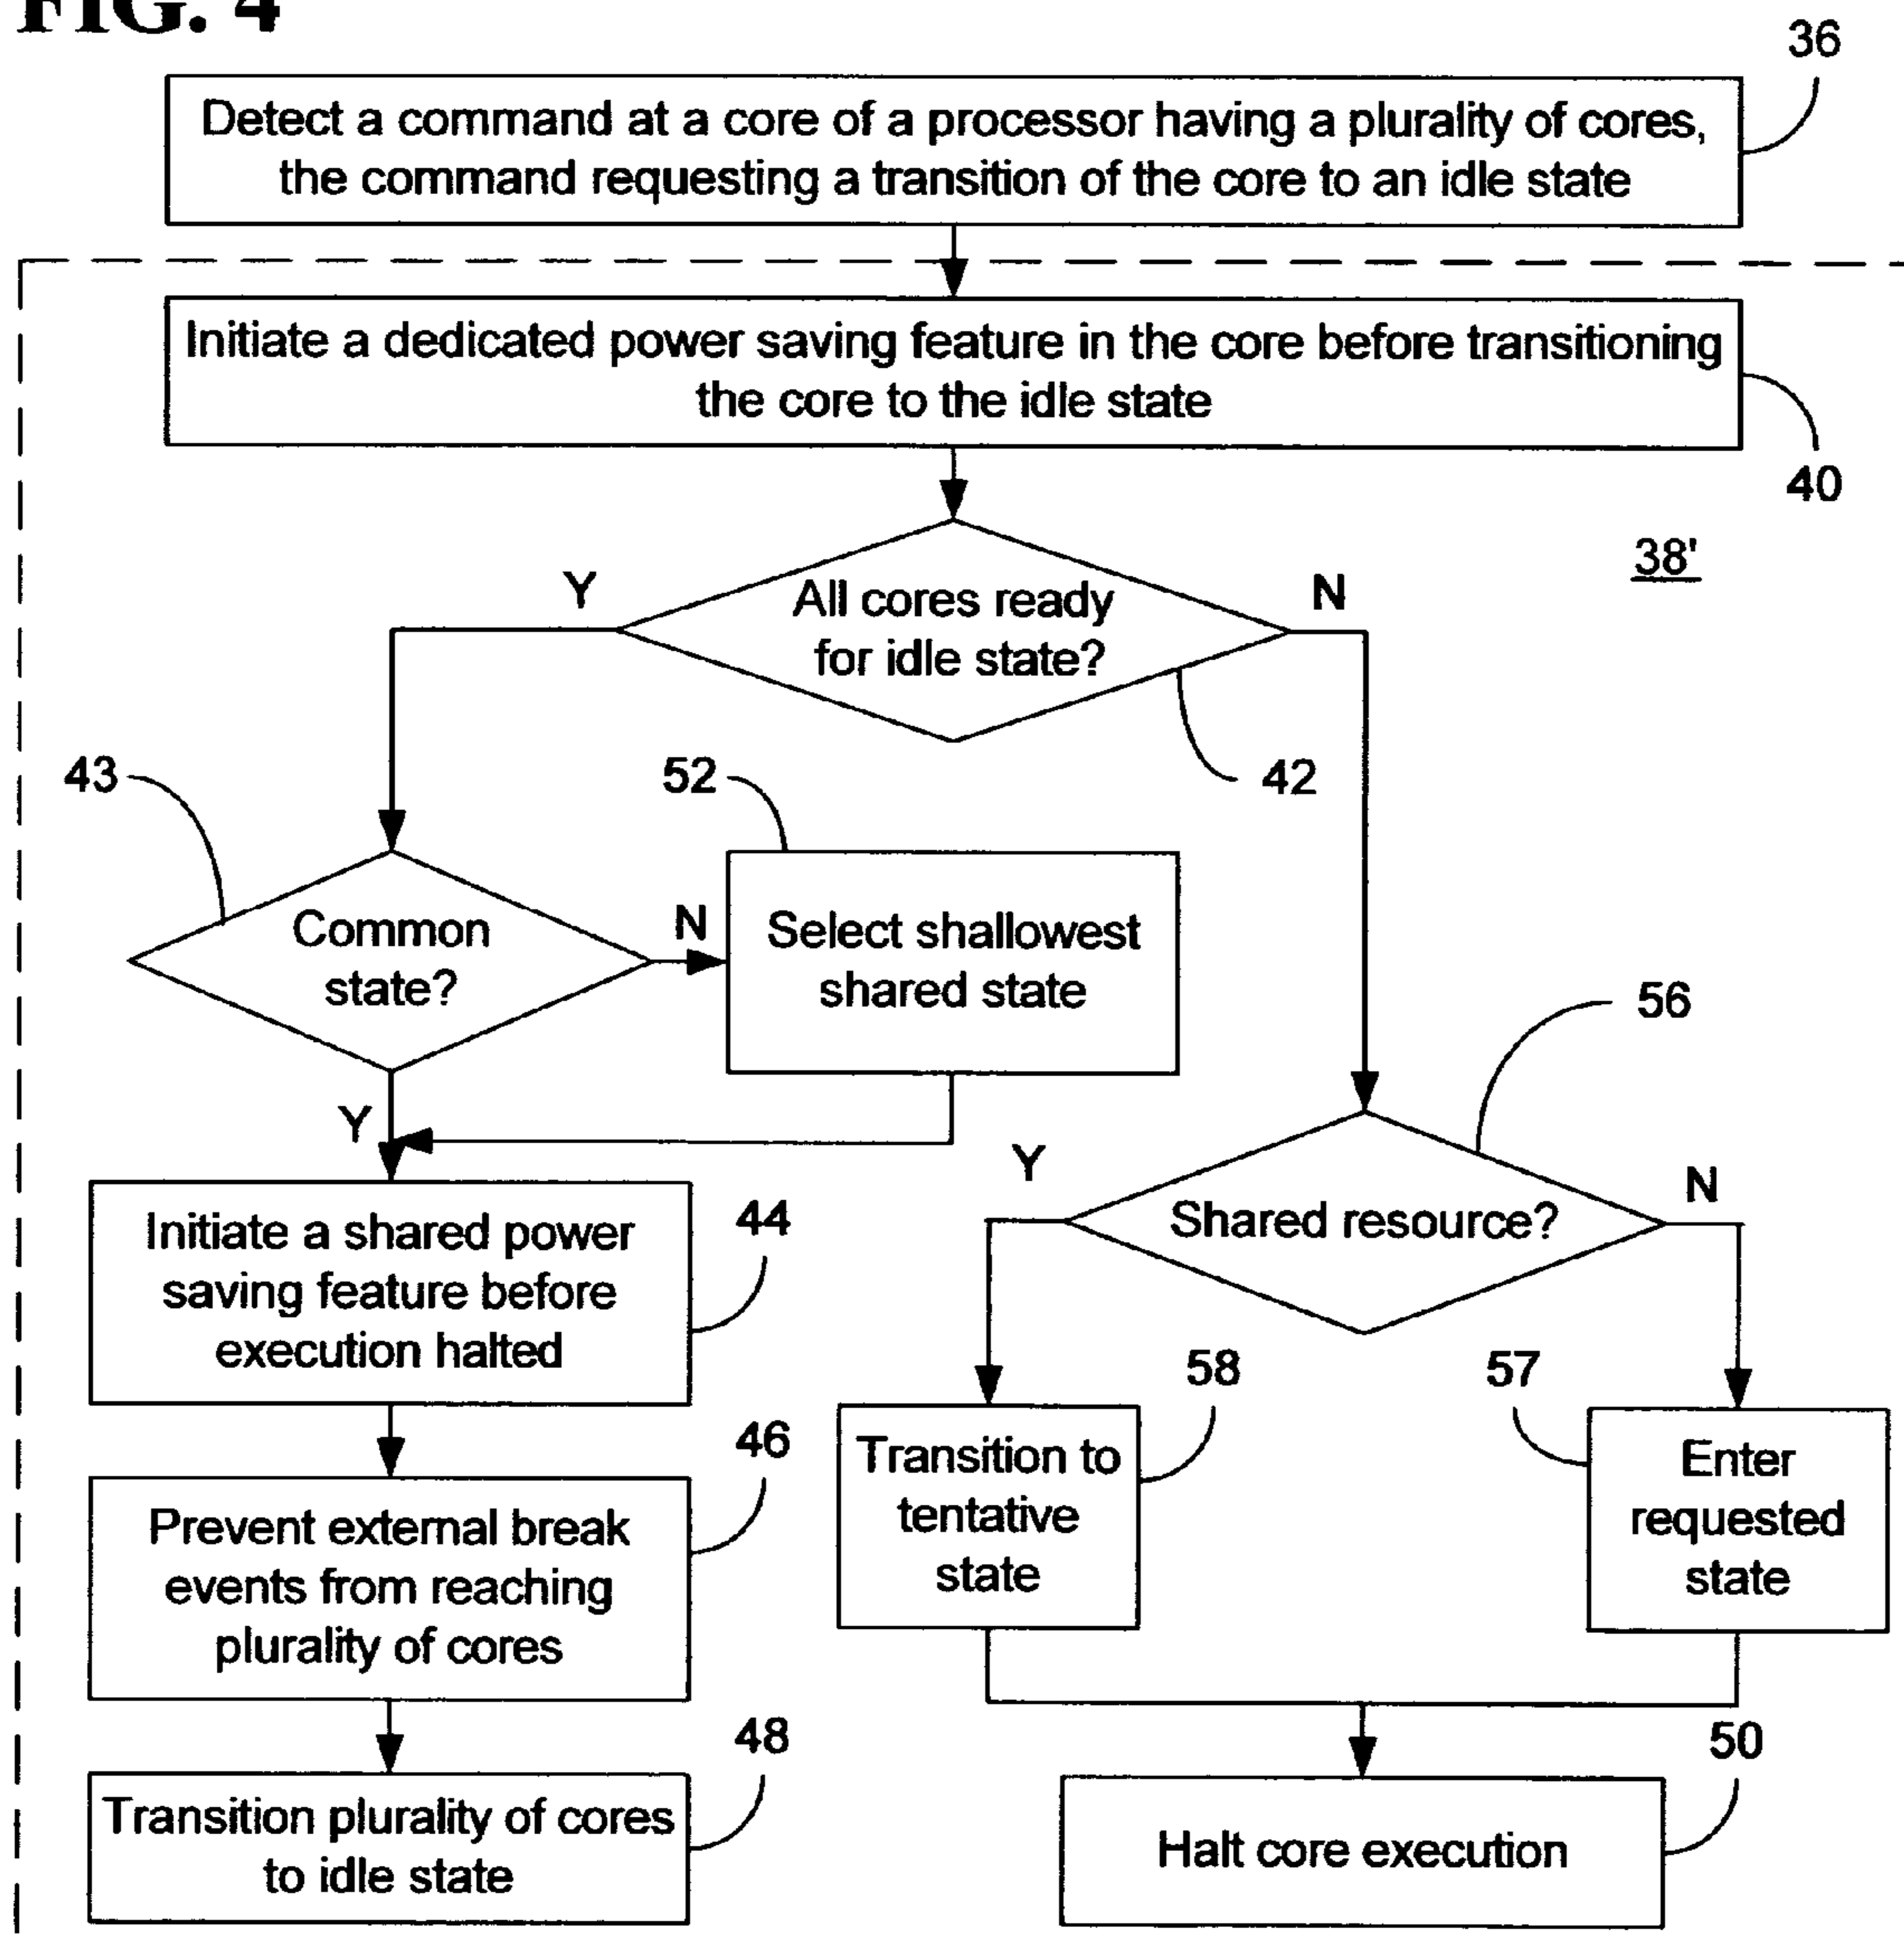 FIG. 4
36
Detect a command at a core of a processor having a plurality of cores,
the command requesting a transition of the core to an idle state
Initiate a dedicated power saving feature in the core before transitioning
the core to the idle state
40
38'
Y
All cores ready
for idle state?
N
42
43
52
Common
state?
N
Select shallowest
shared state
56
Y
Y
Shared resource?
N
Initiate a shared power
saving feature before
execution halted
44
58
57
Transition to
tentative
state
Enter
requested
state
46
Prevent external break
events from reaching
plurality of cores
48
50
Transition plurality of cores
to idle state
Halt core execution